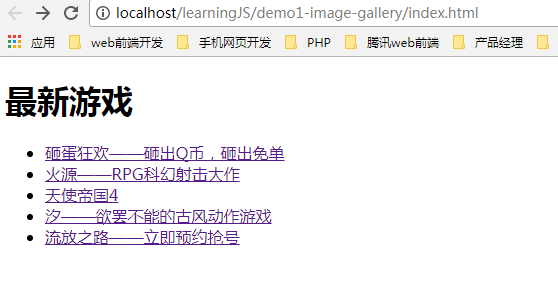 localhost/learningJS/demo1-image-gallery/index.html
应用 web前端开发 手机网页开发 PHP 腾讯web前端 产品经理
最新游戏
砸蛋狂欢——砸出Q币，砸出免单
火源——RPG科幻射击大作
天使帝国4
汐——欲罢不能的古风动作游戏
流放之路——立即预约抢号